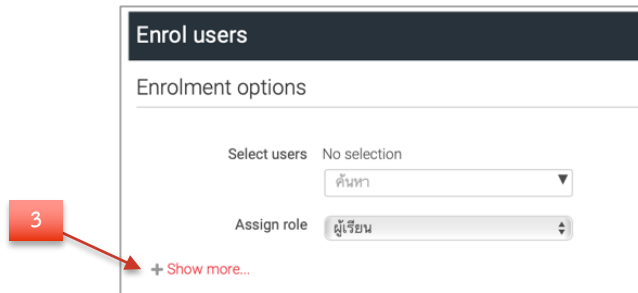 Enrol users
Enrolment options
Select users No selection
ค้นหา
Assign role ผู้เรียน
3
Show more...